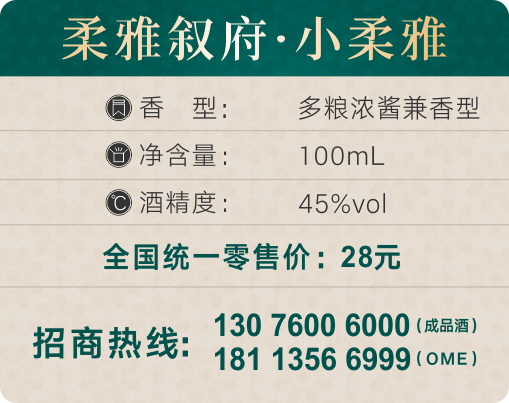 柔雅叙府·小柔雅
香 型： 多粮浓酱兼香型
净含量： 100mL
酒精度： 45%vol
全国统一零售价：28元
招商热线：
130 7600 6000（成品酒）
181 1356 6999（OME）